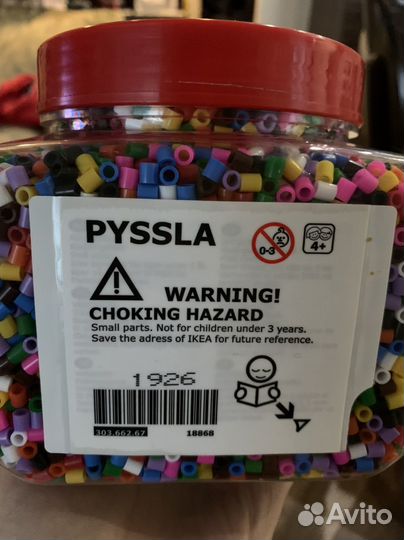 PYSSLA
0-3
4+
WARNING!
CHOKING HAZARD
Small parts. Not for children under 3 years.
Save the adress of IKEA for future reference.
1926
303.662.67
18868
Avito